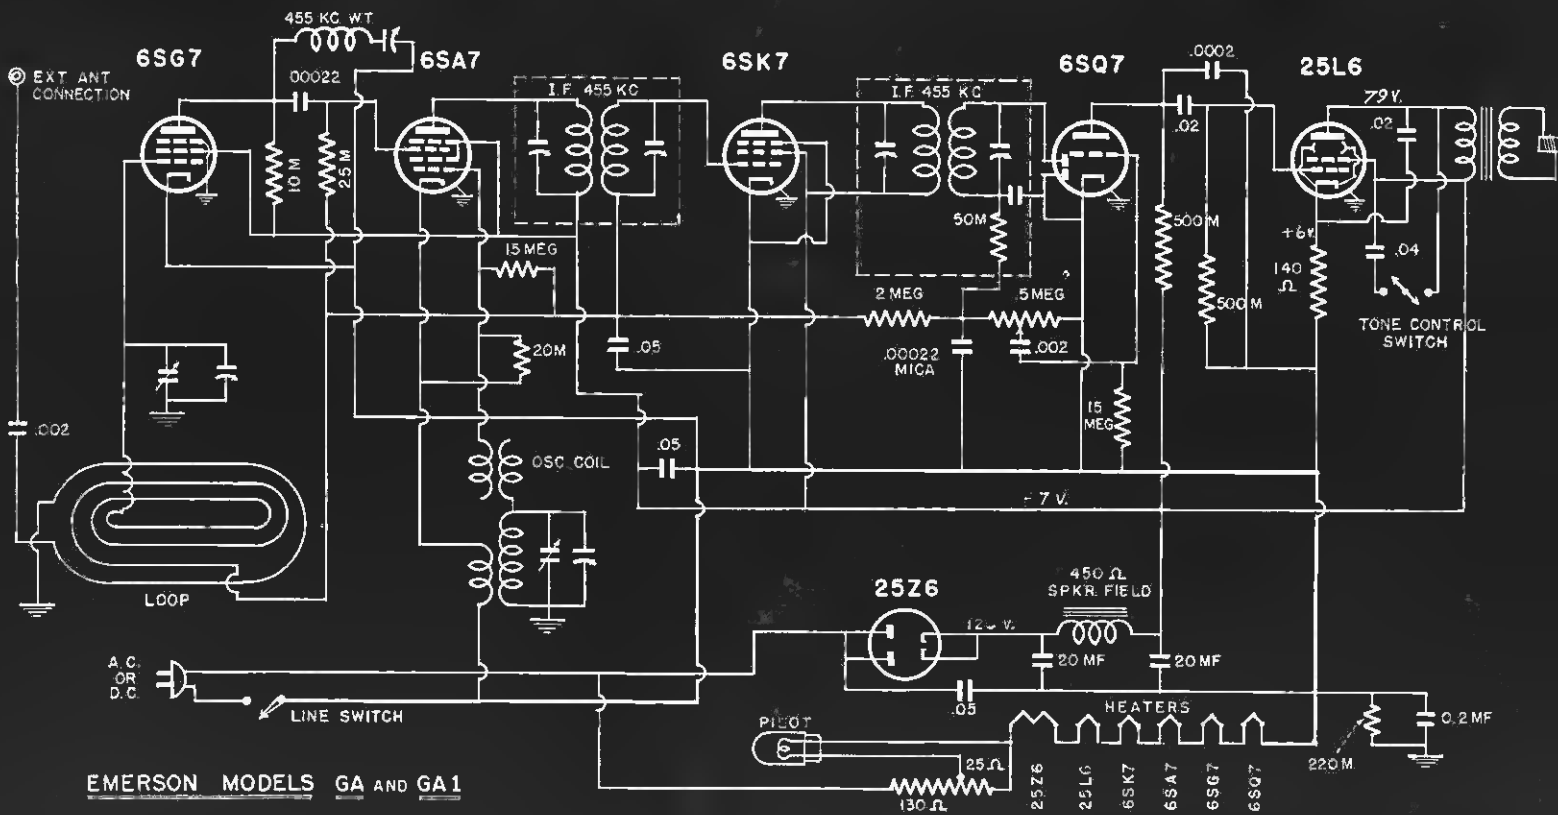 455 KC. W.T.
6SG7
6SA7
6SK7
6SQ7
25L6
EXT ANT
CONNECTION
.00022
10 M
25 M
I.F. 455 KC
I.F. 455 KC
.0002
.02
79 V.
.02
50M
500 M
500 M
+6V.
140
Ω
.04
TONE CONTROL
SWITCH
15 MEG
20M
.05
2 MEG
.5 MEG
.00022
MICA
.002
15
MEG
.002
OSC. COIL
.05
7 V.
LOOP
25Z6
450 Ω
SPKR. FIELD
V.
20 MF
20 MF
.05
A.C.
OR
D.C.
LINE SWITCH
PILOT
HEATERS
25Z6
25L6
6SK7
6SA7
6SG7
6SQ7
25Ω
130Ω
220M
0.2 MF
EMERSON MODELS GA AND GA1